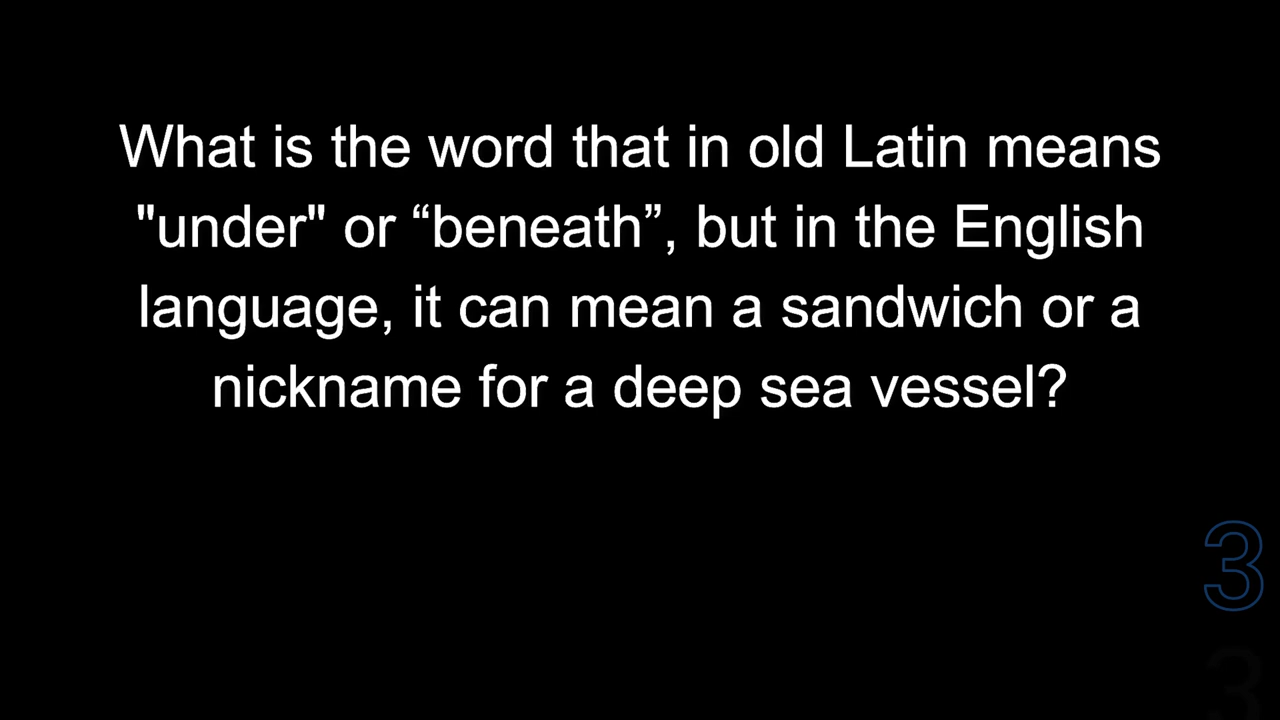 What is the word that in old Latin means
"under" or “beneath”, but in the English
language, it can mean a sandwich or a
nickname for a deep sea vessel?
3
3